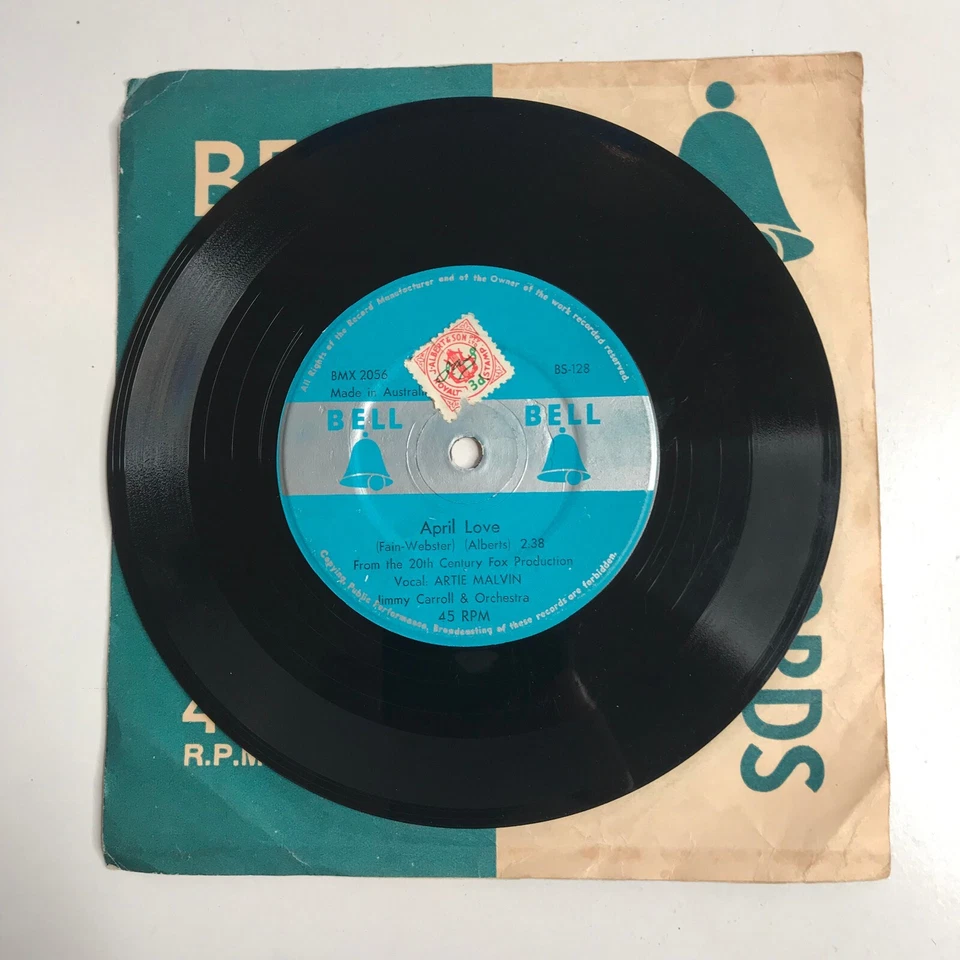 All Rights of the Record Manufacturer and of the Owner of the work recorded reserved.
J. ALBERT & SON
STAMP
3d
BMX 2056
BS-128
Made in
BELL
BELL
April Love
(Fain-Webster) (Alberts) 2.38
From the 20th Century Fox Production
Vocal: ARTIE MALVIN
Jimmy Carroll & Orchestra
45 RPM
Copying, Public Performance, Broadcasting of these records are forbidden.
4
R.P.M